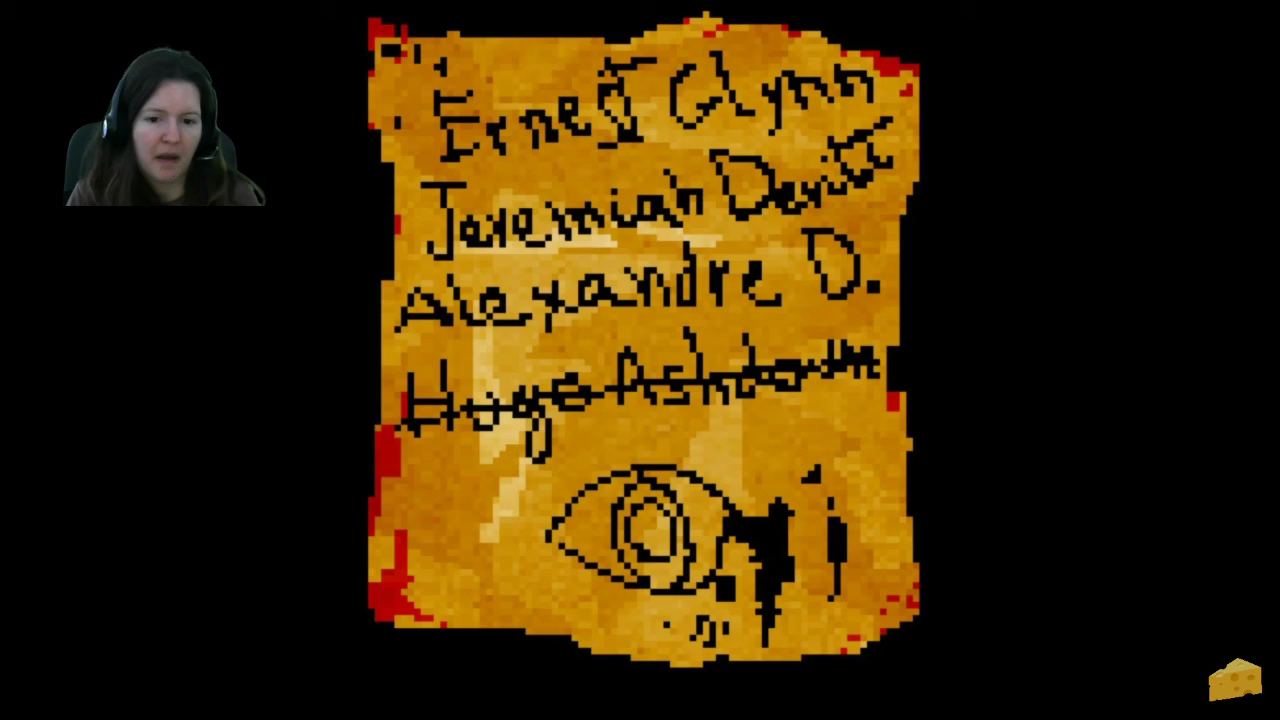 Ernest Glynn
Jeremiah Devitt
Alexandre D.
Hugo Ashdown